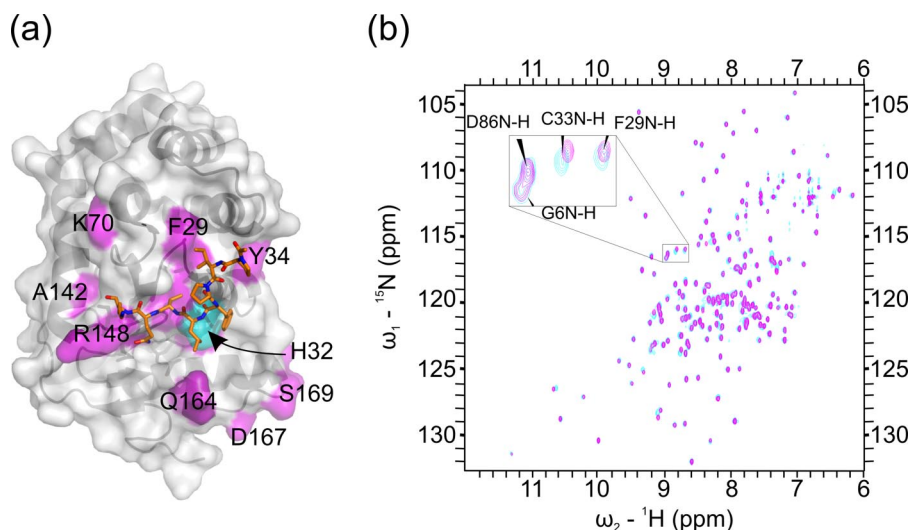 (a)
K70
F29
Y34
A142
R148
H32
S169
Q164
D167
(b)
11 10 9 8 7 6
105 105
D86N-H C33N-H F29N-H
G6N-H
110 110
115 115
120 120
125 125
130 130
ω1 - 15N (ppm)
11 10 9 8 7 6
ω2 - 1H (ppm)